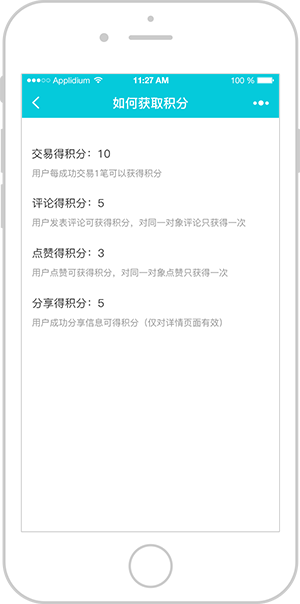 Applidium 11:27 AM 100 %
如何获取积分
交易得积分：10
用户每成功交易1笔可以获得积分
评论得积分：5
用户发表评论可获得积分，对同一对象评论只获得一次
点赞得积分：3
用户点赞可获得积分，对同一对象点赞只获得一次
分享得积分：5
用户成功分享信息可得积分（仅对详情页面有效）